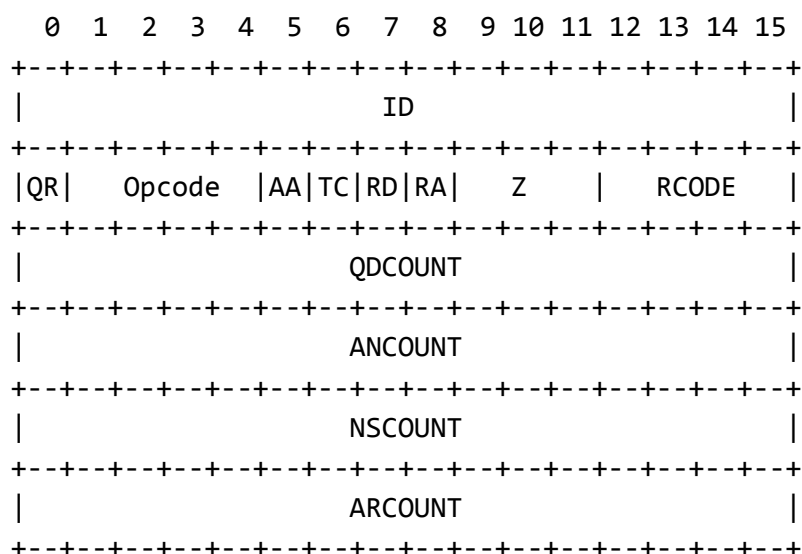 0 1 2 3 4 5 6 7 8 9 10 11 12 13 14 15
+--+--+--+--+--+--+--+--+--+--+--+--+--+--+--+--+
| ID |
+--+--+--+--+--+--+--+--+--+--+--+--+--+--+--+--+
|QR| Opcode |AA|TC|RD|RA| Z | RCODE |
+--+--+--+--+--+--+--+--+--+--+--+--+--+--+--+--+
| QDCOUNT |
+--+--+--+--+--+--+--+--+--+--+--+--+--+--+--+--+
| ANCOUNT |
+--+--+--+--+--+--+--+--+--+--+--+--+--+--+--+--+
| NSCOUNT |
+--+--+--+--+--+--+--+--+--+--+--+--+--+--+--+--+
| ARCOUNT |
+--+--+--+--+--+--+--+--+--+--+--+--+--+--+--+--+